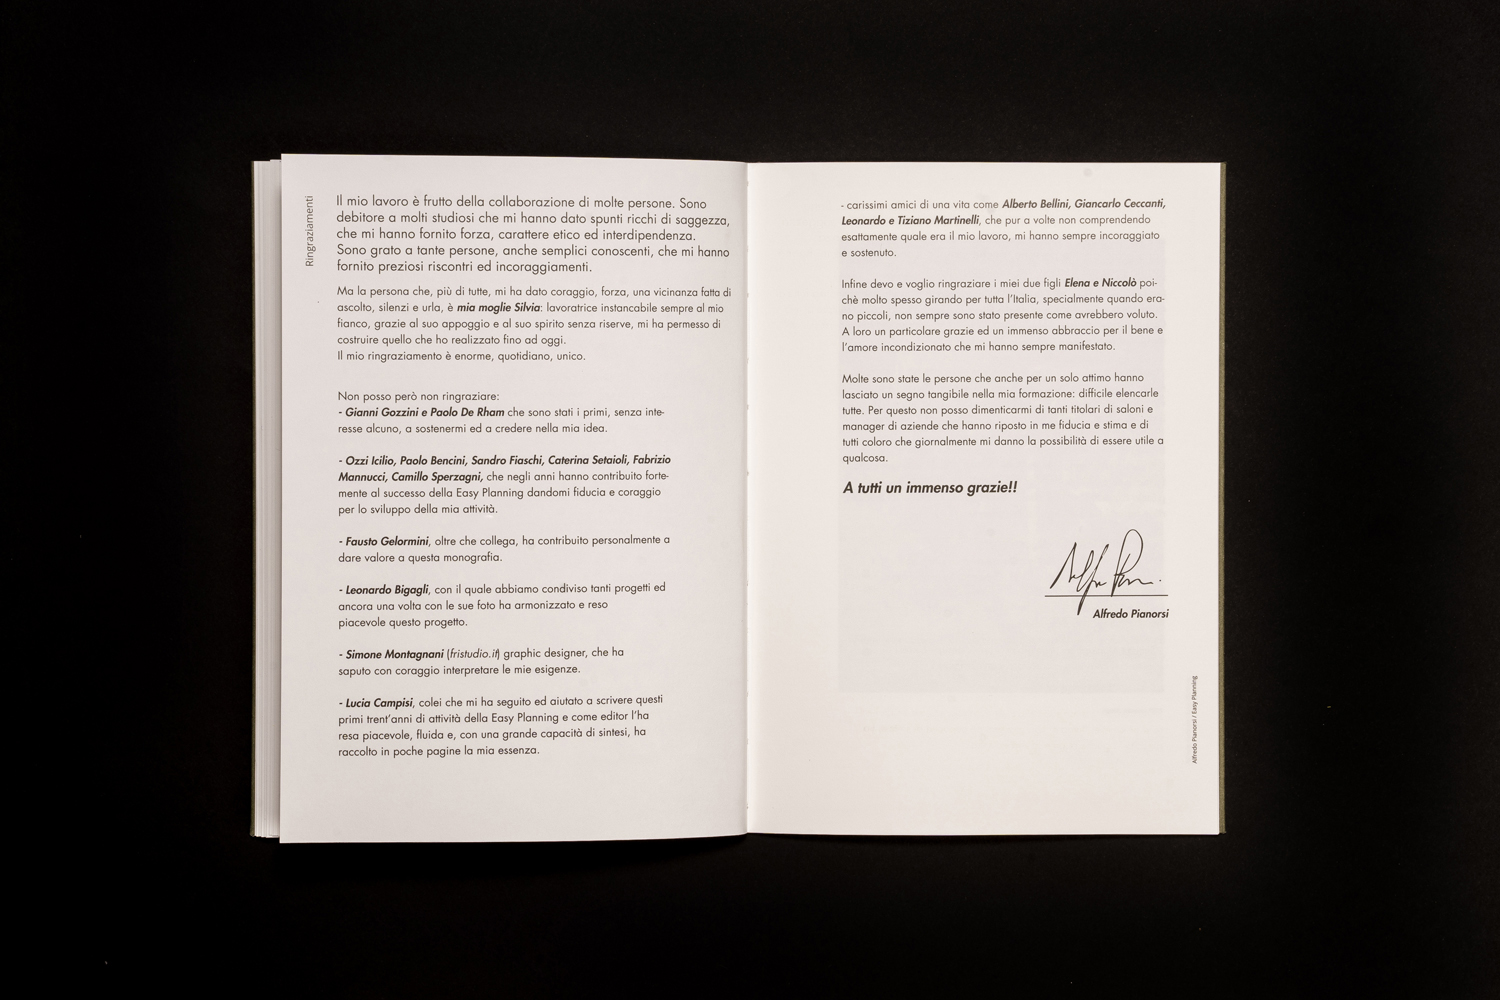 Ringraziamenti
Il mio lavoro è frutto della collaborazione di molte persone. Sono
debitore a molti studiosi che mi hanno dato spunti ricchi di saggezza,
che mi hanno fornito forza, carattere etico ed interdipendenza.
Sono grato a tante persone, anche semplici conoscenti, che mi hanno
fornito preziosi riscontri ed incoraggiamenti.
Ma la persona che, più di tutte, mi ha dato coraggio, forza, una vicinanza fatta di
ascolto, silenzi e urla, è mia moglie Silvia: lavoratrice instancabile sempre al mio
fianco, grazie al suo appoggio e al suo spirito senza riserve, mi ha permesso di
costruire quello che ho realizzato fino ad oggi.
Il mio ringraziamento è enorme, quotidiano, unico.
Non posso però non ringraziare:
- Gianni Gozzini e Paolo De Rham che sono stati i primi, senza inte-
resse alcuno, a sostenermi ed a credere nella mia idea.
- Ozzi Icilio, Paolo Bencini, Sandro Fiaschi, Caterina Setaioli, Fabrizio
Mannucci, Camillo Sperzagni, che negli anni hanno contribuito forte-
mente al successo della Easy Planning dandomi fiducia e coraggio
per lo sviluppo della mia attività.
- Fausto Gelormini, oltre che collega, ha contribuito personalmente a
dare valore a questa monografia.
- Leonardo Bigagli, con il quale abbiamo condiviso tanti progetti ed
ancora una volta con le sue foto ha armonizzato e reso
piacevole questo progetto.
- Simone Montagnani (fristudio.it) graphic designer, che ha
saputo con coraggio interpretare le mie esigenze.
- Lucia Campisi, colei che mi ha seguito ed aiutato a scrivere questi
primi trent'anni di attività della Easy Planning e come editor l'ha
resa piacevole, fluida e, con una grande capacità di sintesi, ha
raccolto in poche pagine la mia essenza.
- carissimi amici di una vita come Alberto Bellini, Giancarlo Ceccanti,
Leonardo e Tiziano Martinelli, che pur a volte non comprendendo
esattamente quale era il mio lavoro, mi hanno sempre incoraggiato
e sostenuto.
Infine devo e voglio ringraziare i miei due figli Elena e Niccolò poi-
chè molto spesso girando per tutta l'Italia, specialmente quando era-
no piccoli, non sempre sono stato presente come avrebbero voluto.
A loro un particolare grazie ed un immenso abbraccio per il bene e
l'amore incondizionato che mi hanno sempre manifestato.
Molte sono state le persone che anche per un solo attimo hanno
lasciato un segno tangibile nella mia formazione: difficile elencarle
tutte. Per questo non posso dimenticarmi di tanti titolari di saloni e
manager di aziende che hanno riposto in me fiducia e stima e di
tutti coloro che giornalmente mi danno la possibilità di essere utile a
qualcosa.
A tutti un immenso grazie!!
Alfredo Pianorsi
Alfredo Pianorsi / Easy Planning